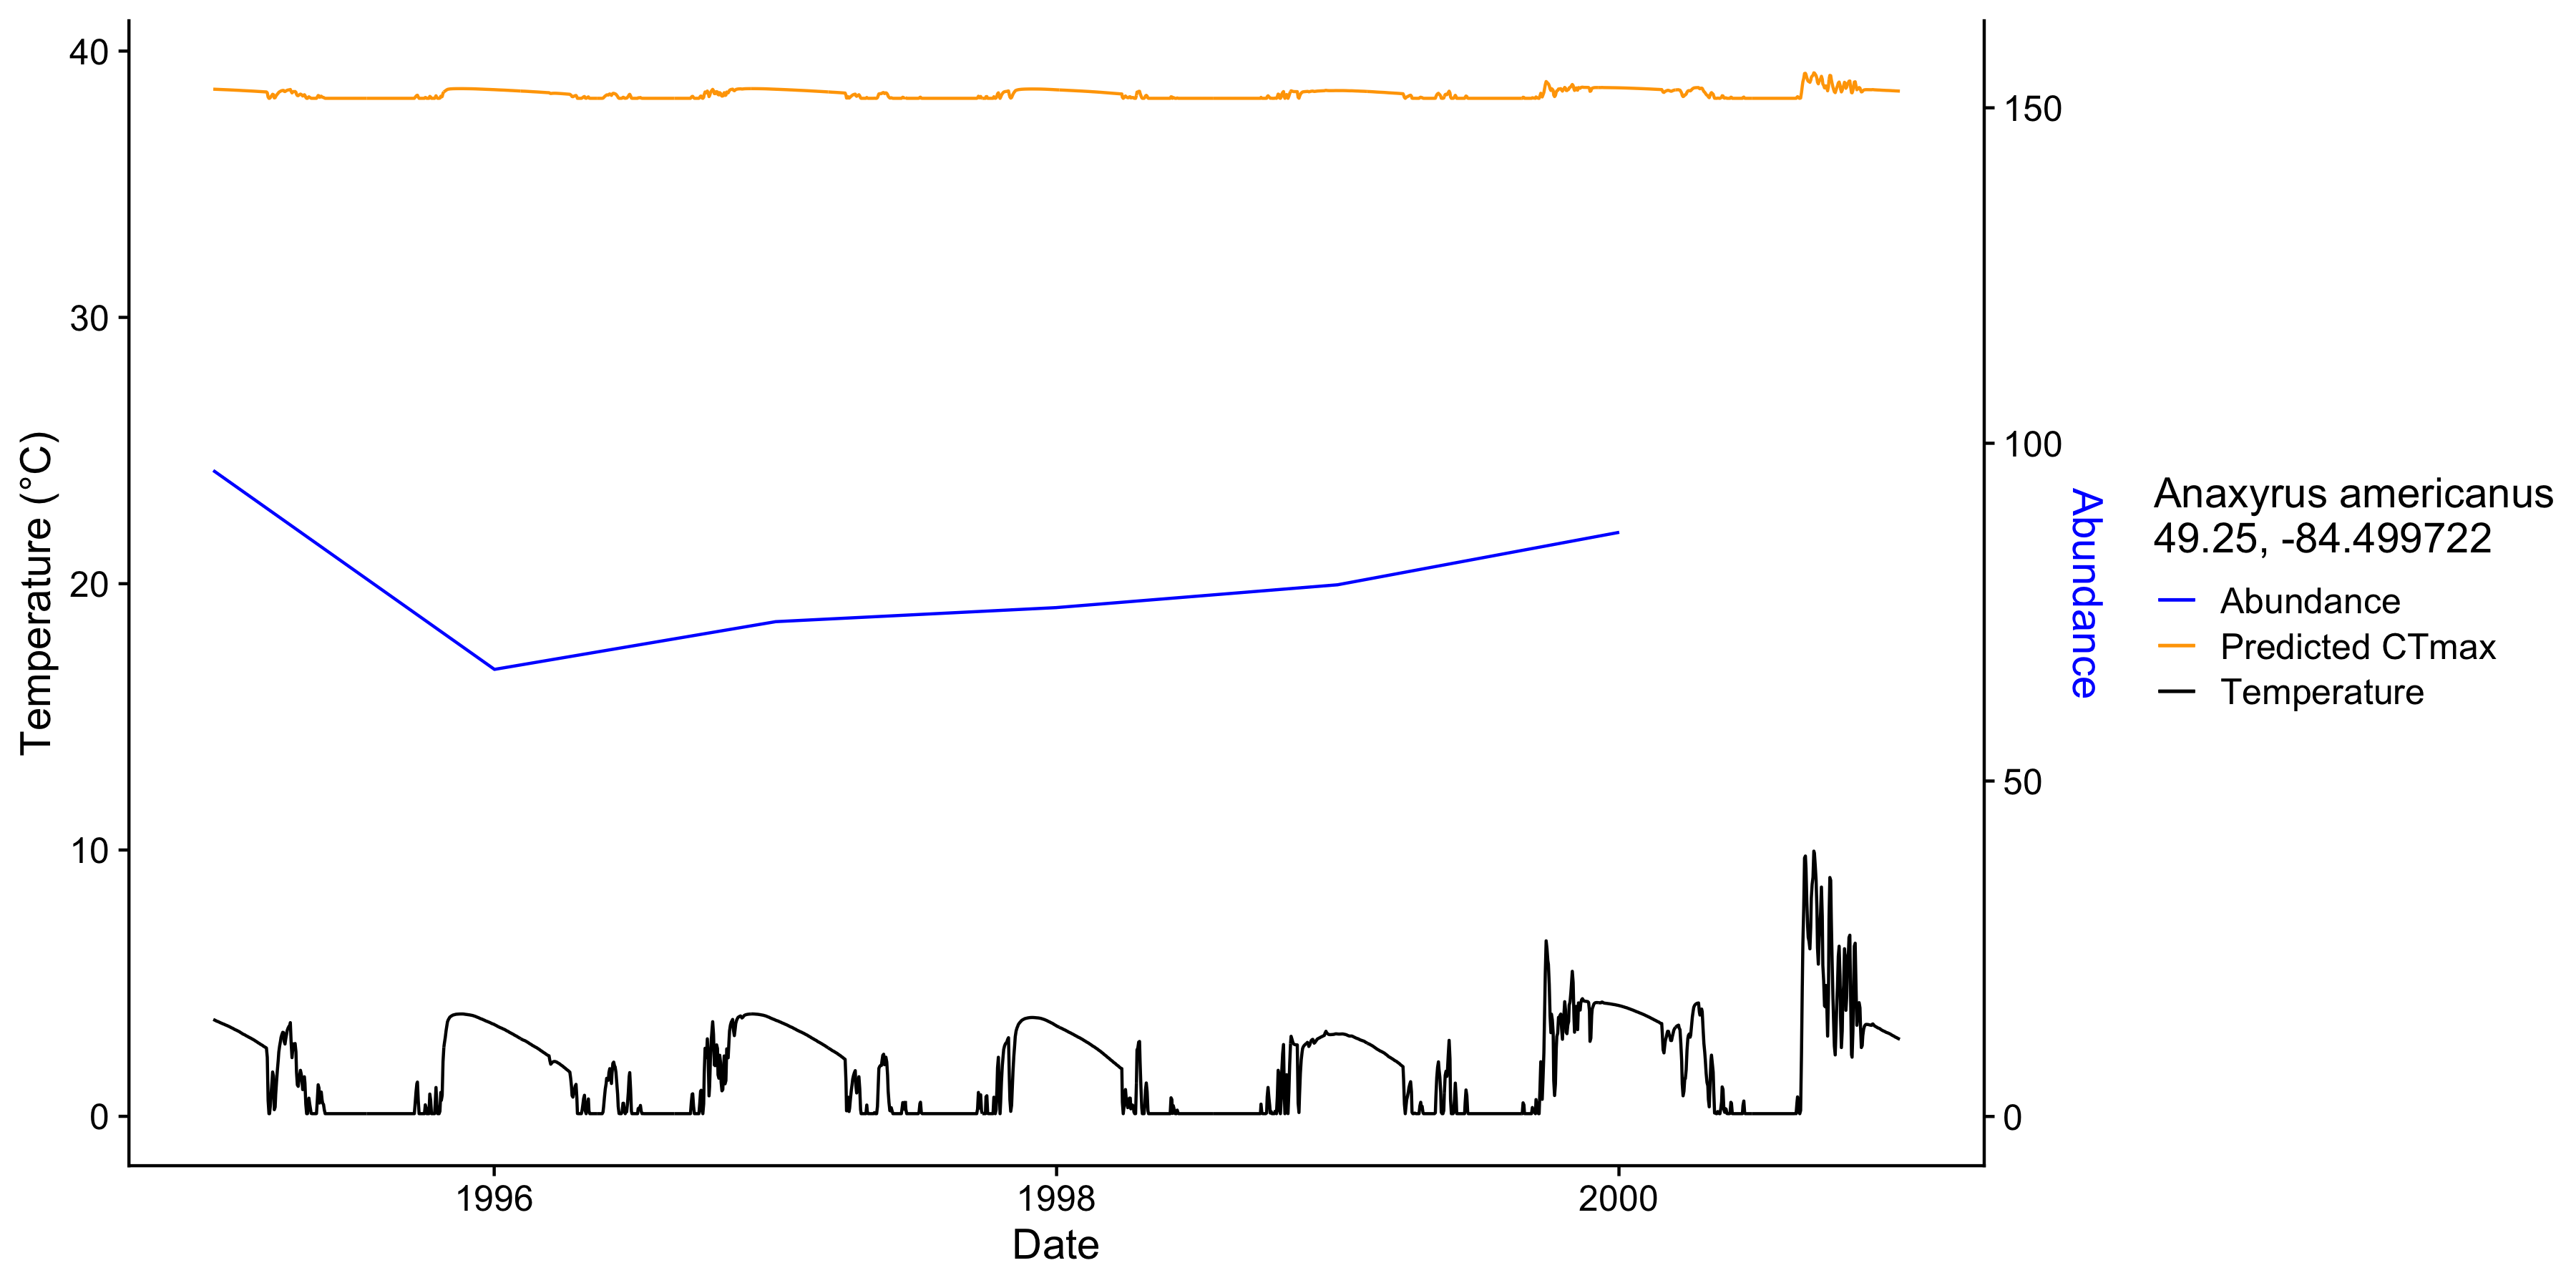 40
30
20
10
0
Temperature (°C)
1996
1998
2000
Date
150
100
50
0
Abundance
Anaxyrus americanus
49.25, -84.499722
Abundance
Predicted CTmax
Temperature